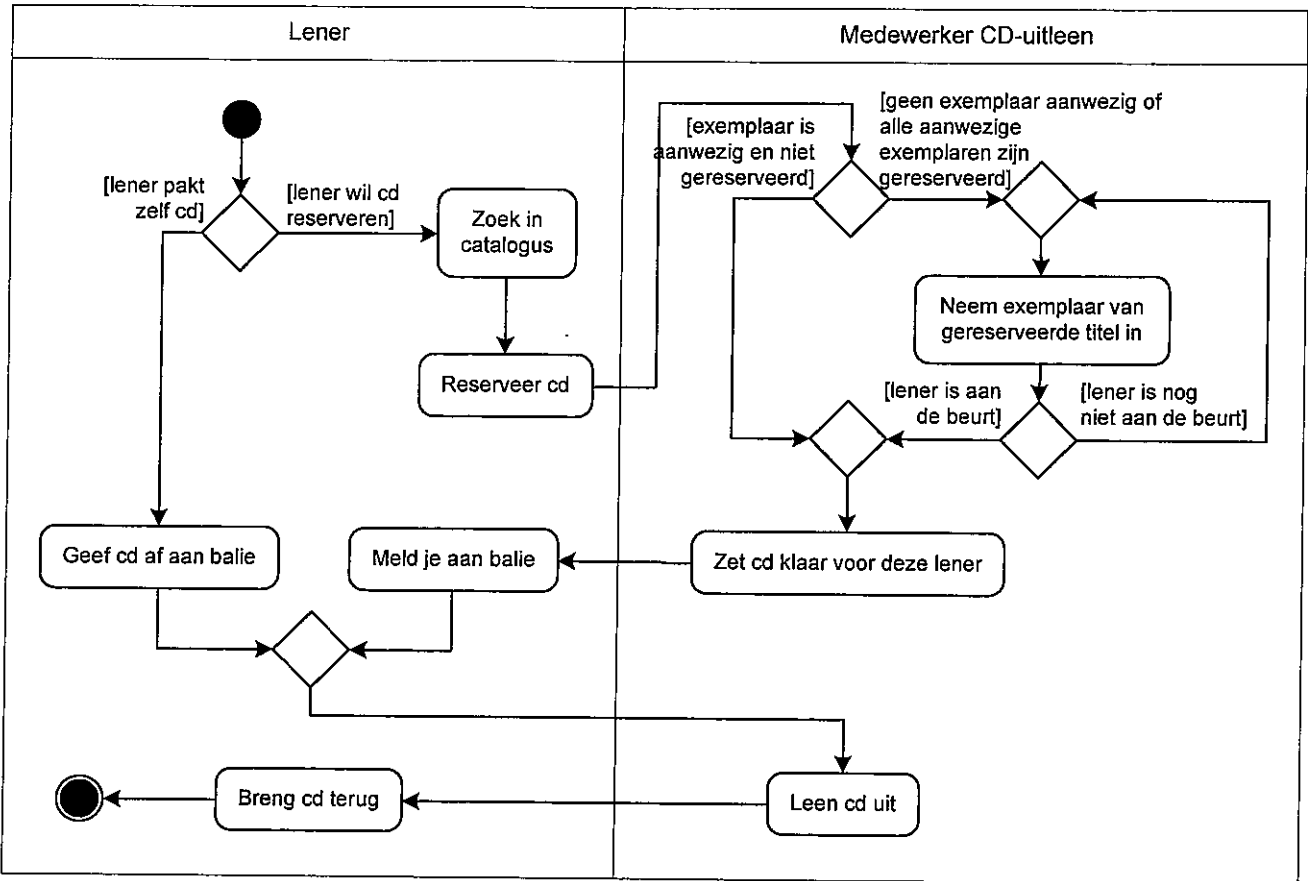 Lener
Medewerker CD-uitleen
[lener pakt
zelf cd]
[lener wil cd
reserveren]
Zoek in
catalogus
Reserveer cd
[exemplaar is
aanwezig en niet
gereserveerd]
[geen exemplaar aanwezig of
alle aanwezige
exemplaren zijn
gereserveerd]
Neem exemplaar van
gereserveerde titel in
[lener is aan
de beurt]
[lener is nog
niet aan de beurt]
Geef cd af aan balie
Meld je aan balie
Zet cd klaar voor deze lener
Breng cd terug
Leen cd uit